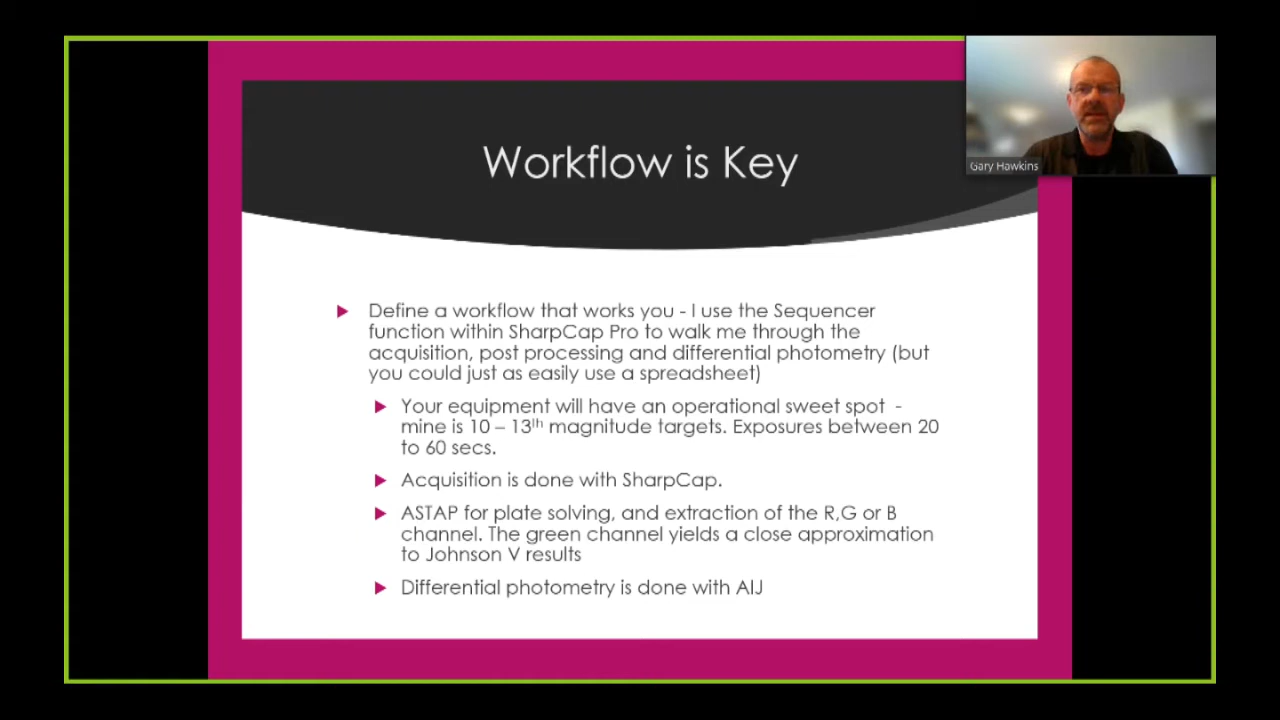 Workflow is Key
Gary Hawkins
Define a workflow that works you - I use the Sequencer
function within SharpCap Pro to walk me through the
acquisition, post processing and differential photometry (but
you could just as easily use a spreadsheet)
Your equipment will have an operational sweet spot -
mine is 10 – 13th magnitude targets. Exposures between 20
to 60 secs.
Acquisition is done with SharpCap.
ASTAP for plate solving, and extraction of the R,G or B
channel. The green channel yields a close approximation
to Johnson V results
Differential photometry is done with AIJ